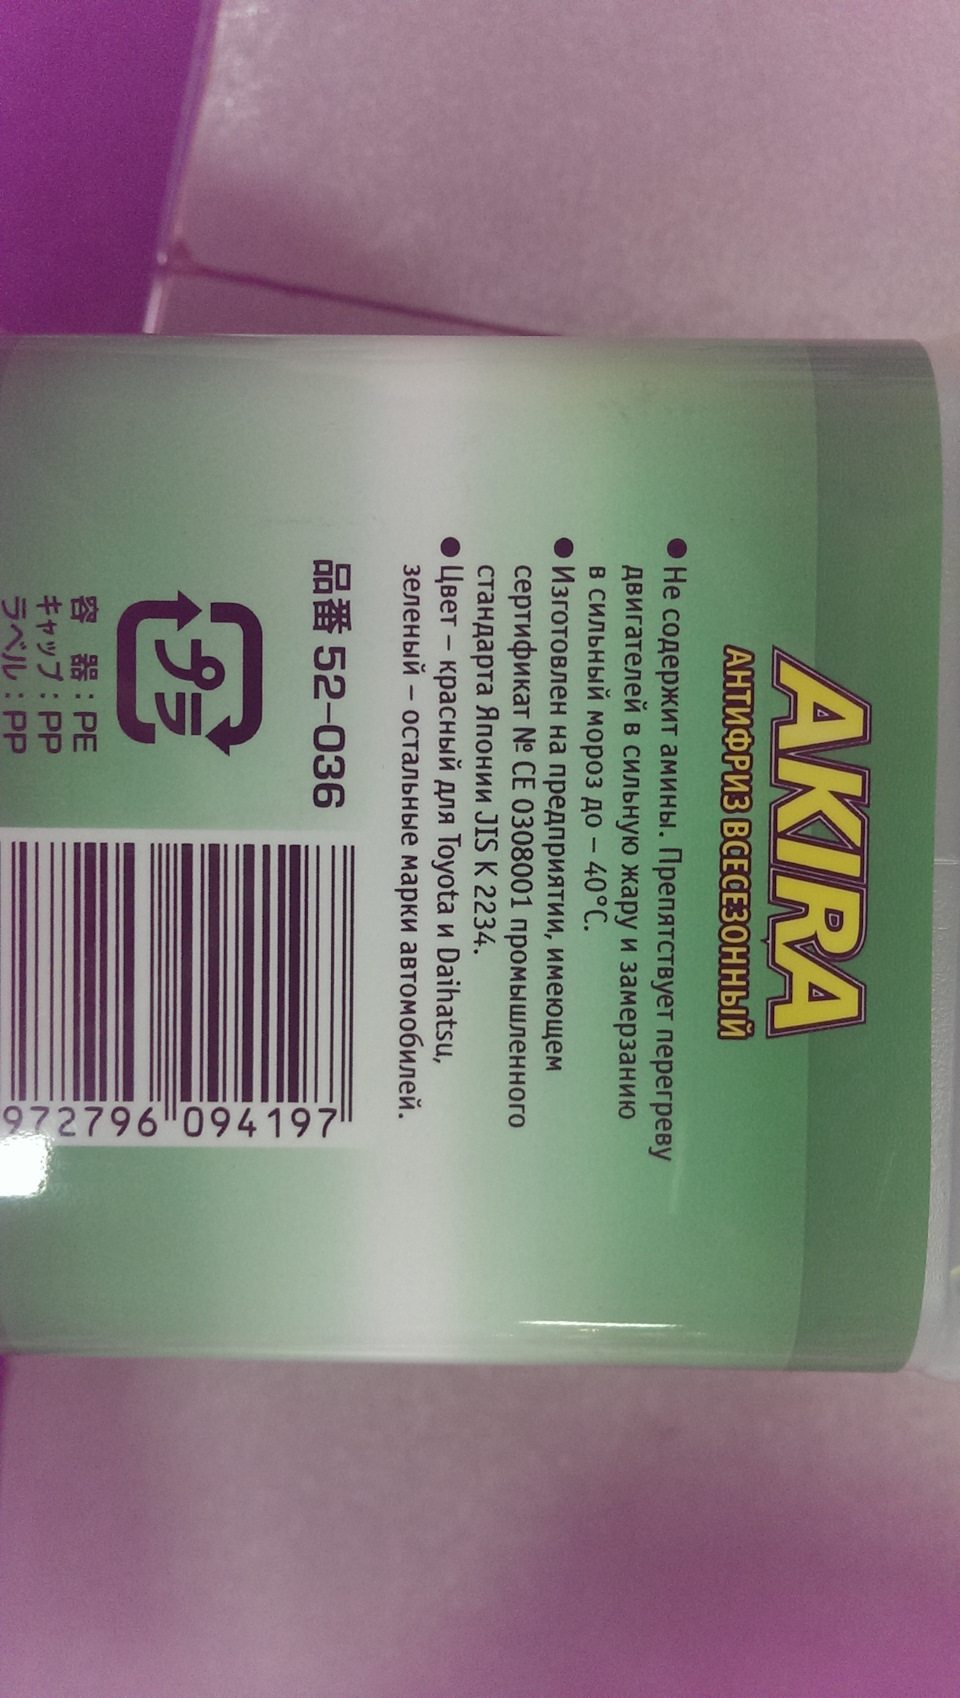 AKIRA
АНТИФРИЗ ВСЕСЕЗОННЫЙ
● Не содержит амины. Препятствует перегреву
двигателей в сильную жару и замерзанию
в сильный мороз до – 40°C.
● Изготовлен на предприятии, имеющем
сертификат № CE 0308001 промышленного
стандарта Японии JIS K 2234.
● Цвет – красный для Toyota и Daihatsu,
зеленый – остальные марки автомобилей.
品番 52-036
プラ
容 器 : PE
キャップ : PP
ラベル : PP
972796 094197